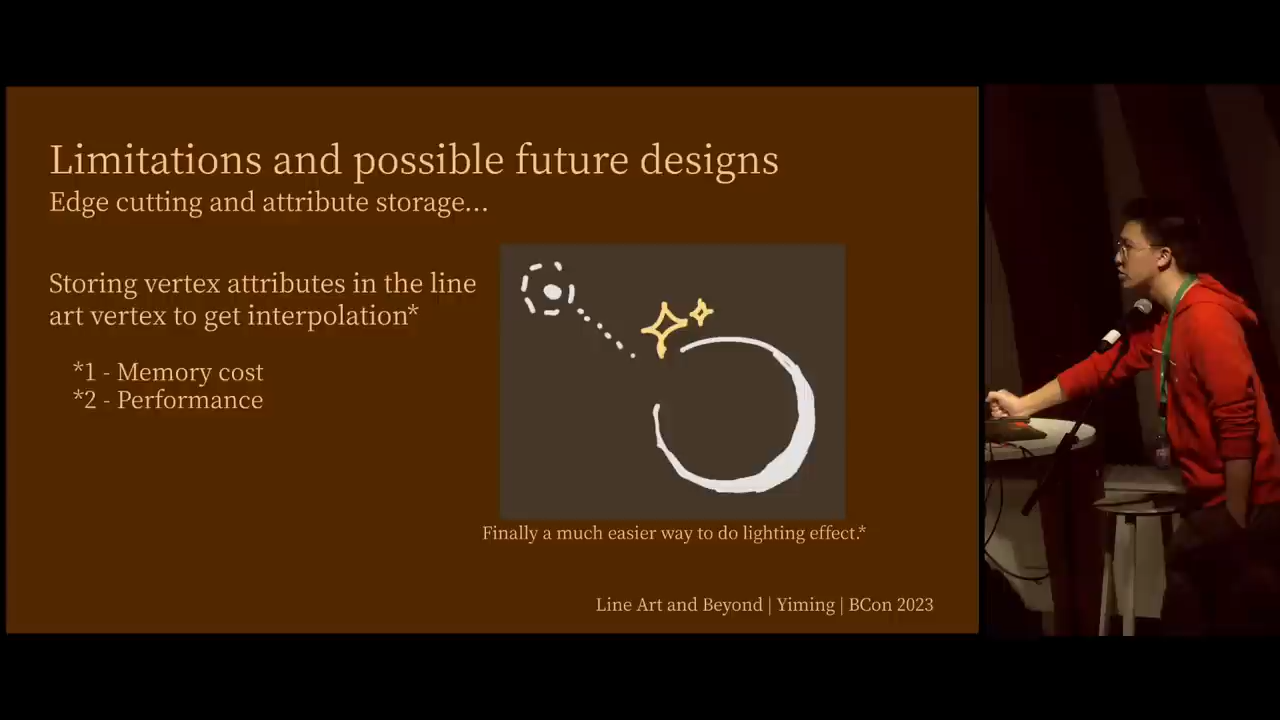 Limitations and possible future designs
Edge cutting and attribute storage...
Storing vertex attributes in the line
art vertex to get interpolation*
*1 - Memory cost
*2 - Performance
Finally a much easier way to do lighting effect.*
Line Art and Beyond | Yiming | BCon 2023